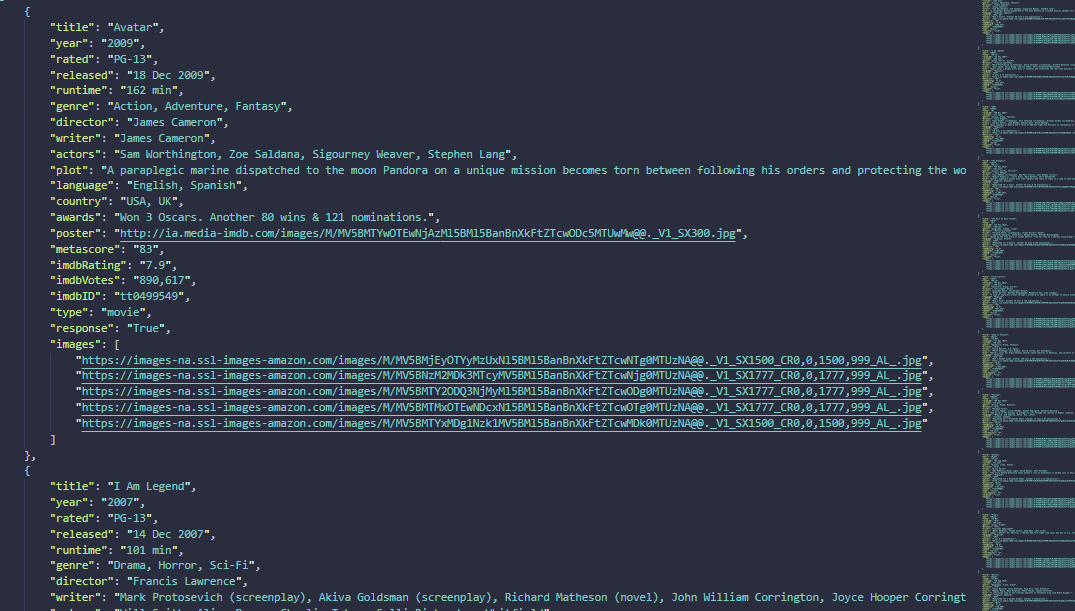 {
"title": "Avatar",
"year": "2009",
"rated": "PG-13",
"released": "18 Dec 2009",
"runtime": "162 min",
"genre": "Action, Adventure, Fantasy",
"director": "James Cameron",
"writer": "James Cameron",
"actors": "Sam Worthington, Zoe Saldana, Sigourney Weaver, Stephen Lang",
"plot": "A paraplegic marine dispatched to the moon Pandora on a unique mission becomes torn between following his orders and protecting the wo
"language": "English, Spanish",
"country": "USA, UK",
"awards": "Won 3 Oscars. Another 80 wins & 121 nominations.",
"poster": "http://ia.media-imdb.com/images/M/MV5BMTYwOTEwNjAzMl5BMl5BanBnXkFtZTcwODc5MTUwMw@@._V1_SX300.jpg",
"metascore": "83",
"imdbRating": "7.9",
"imdbVotes": "890,617",
"imdbID": "tt0499549",
"type": "movie",
"response": "True",
"images": [
"https://images-na.ssl-images-amazon.com/images/M/MV5BMjEyOTYyMzUxNl5BMl5BanBnXkFtZTcwNTg0MTUzNA@@._V1_SX1500_CR0,0,1500,999_AL_.jpg",
"https://images-na.ssl-images-amazon.com/images/M/MV5BNzM2MDk3MTcyMV5BMl5BanBnXkFtZTcwNjg0MTUzNA@@._V1_SX1777_CR0,0,1777,999_AL_.jpg",
"https://images-na.ssl-images-amazon.com/images/M/MV5BMTY2ODQ3NjMyMl5BMl5BanBnXkFtZTcwODg0MTUzNA@@._V1_SX1777_CR0,0,1777,999_AL_.jpg",
"https://images-na.ssl-images-amazon.com/images/M/MV5BMTMxOTEwNDcxN15BMl5BanBnXkFtZTcwOTg0MTUzNA@@._V1_SX1777_CR0,0,1777,999_AL_.jpg",
"https://images-na.ssl-images-amazon.com/images/M/MV5BMTYxMDg1Nzk1MV5BMl5BanBnXkFtZTcwMDk0MTUzNA@@._V1_SX1500_CR0,0,1500,999_AL_.jpg"
]
},
{
"title": "I Am Legend",
"year": "2007",
"rated": "PG-13",
"released": "14 Dec 2007",
"runtime": "101 min",
"genre": "Drama, Horror, Sci-Fi",
"director": "Francis Lawrence",
"writer": "Mark Protosevich (screenplay), Akiva Goldsman (screenplay), Richard Matheson (novel), John William Corrington, Joyce Hooper Corringt